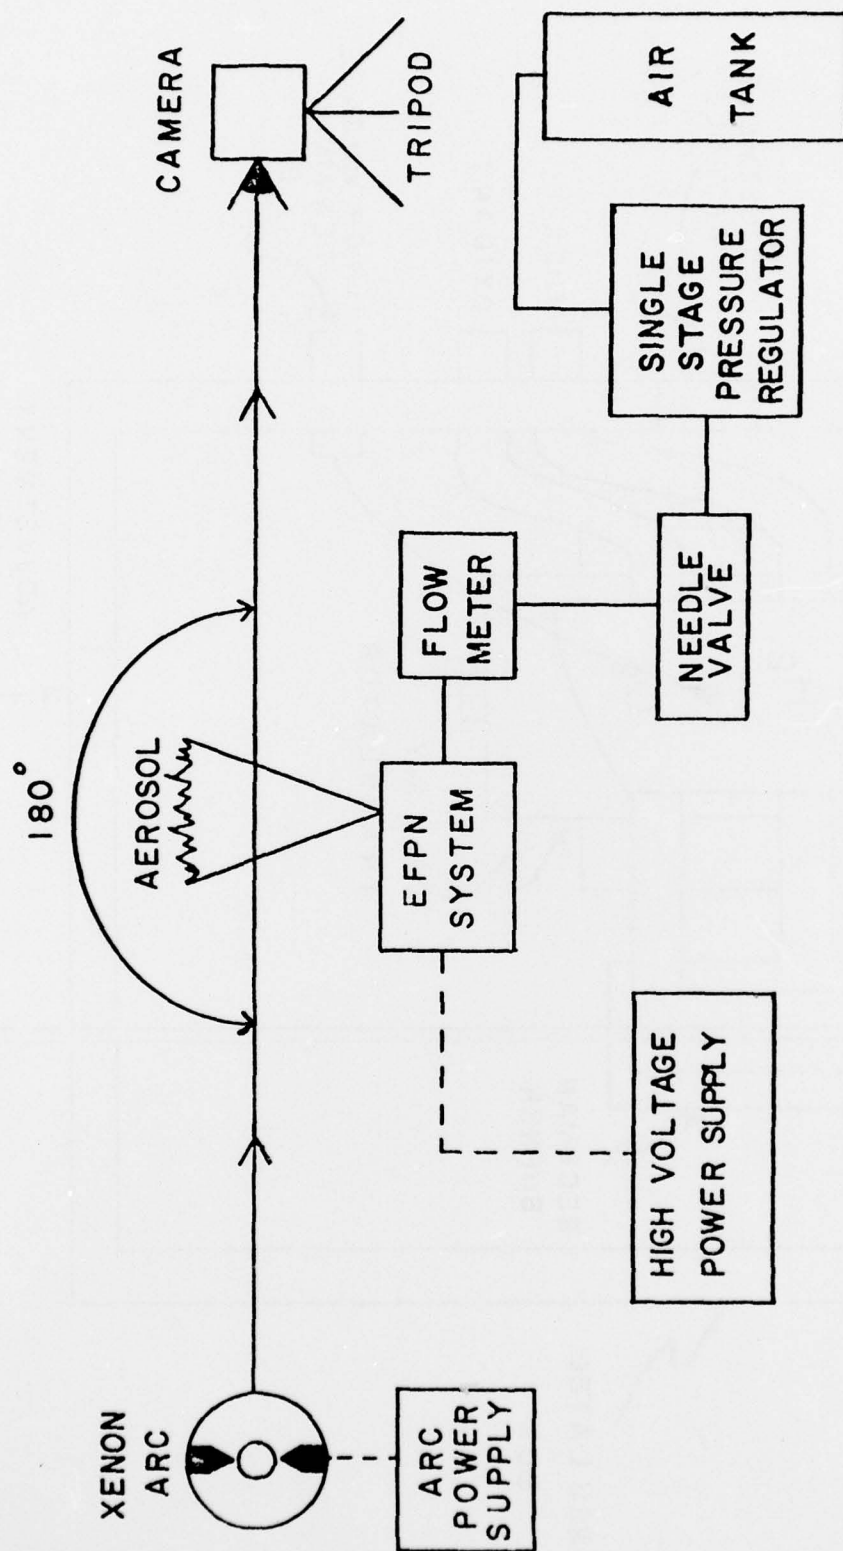 180°
XENON
ARC
AEROSOL
CAMERA
TRIPOD
ARC
POWER
SUPPLY
EFPN
SYSTEM
FLOW
METER
HIGH VOLTAGE
POWER SUPPLY
NEEDLE
VALVE
SINGLE
STAGE
PRESSURE
REGULATOR
AIR
TANK